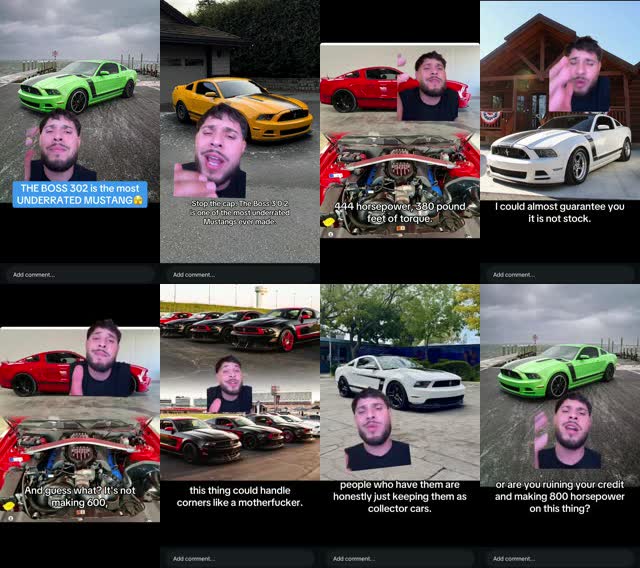 THE BOSS 302 is the most
UNDERRATED MUSTANG😲
Add comment...
Stop the cap. The Boss 3 0 2
is one of the most underrated
Mustangs ever made.
Add comment...
444 horsepower, 380 pound
feet of torque.
I could almost guarantee you
it is not stock.
Add comment...
And guess what? It's not
making 600,
this thing could handle
corners like a motherfucker.
Add comment...
people who have them are
honestly just keeping them as
collector cars.
Add comment...
or are you ruining your credit
and making 800 horsepower
on this thing?
Add comment...